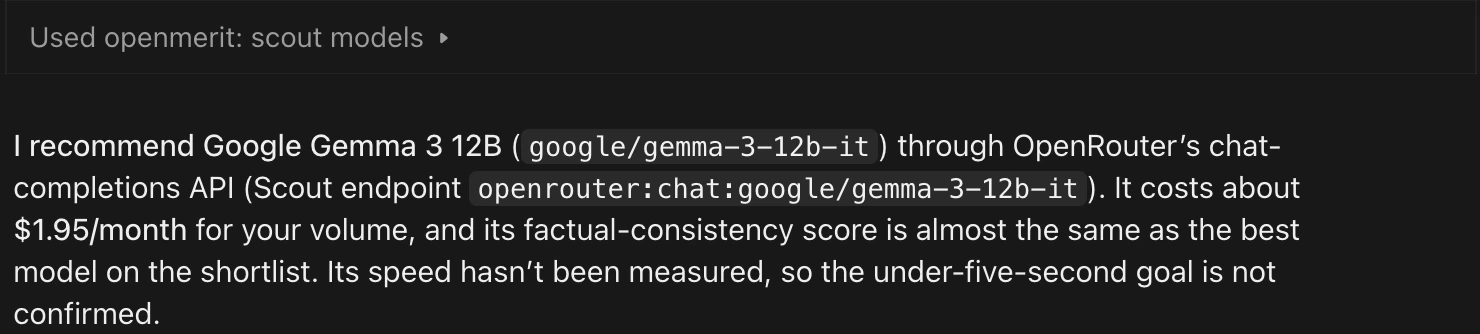 Used openmerit: scout models
I recommend Google Gemma 3 12B (google/gemma-3-12b-it) through OpenRouter’s chat-
completions API (Scout endpoint openrouter:chat:google/gemma-3-12b-it). It costs about
$1.95/month for your volume, and its factual-consistency score is almost the same as the best
model on the shortlist. Its speed hasn’t been measured, so the under-five-second goal is not
confirmed.